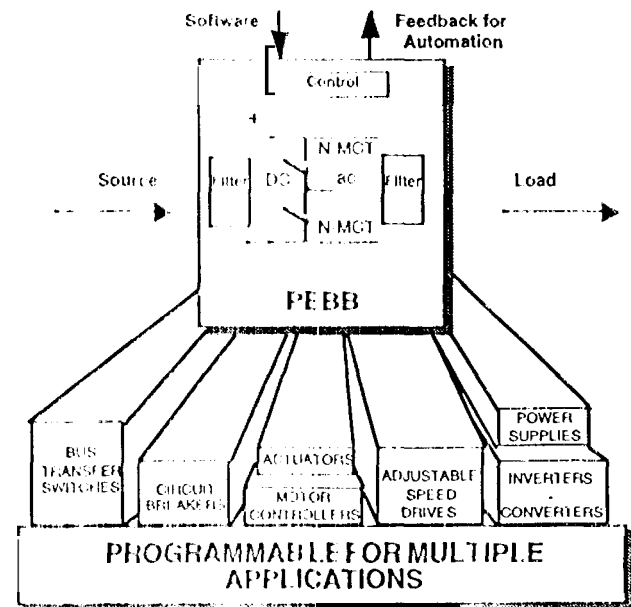 Software
Feedback for
Automation
Control
+
N-MCT
Source
Filter
DC
ac
Filter
Load
N-MCT
PEBB
POWER
SUPPLIES
BUS
TRANSFER
SWITCHES
ACTUATORS
CIRCUIT
BREAKERS
MOTOR
CONTROLLERS
ADJUSTABLE
SPEED
DRIVES
INVERTERS
-
CONVERTERS
PROGRAMMABLE FOR MULTIPLE
APPLICATIONS